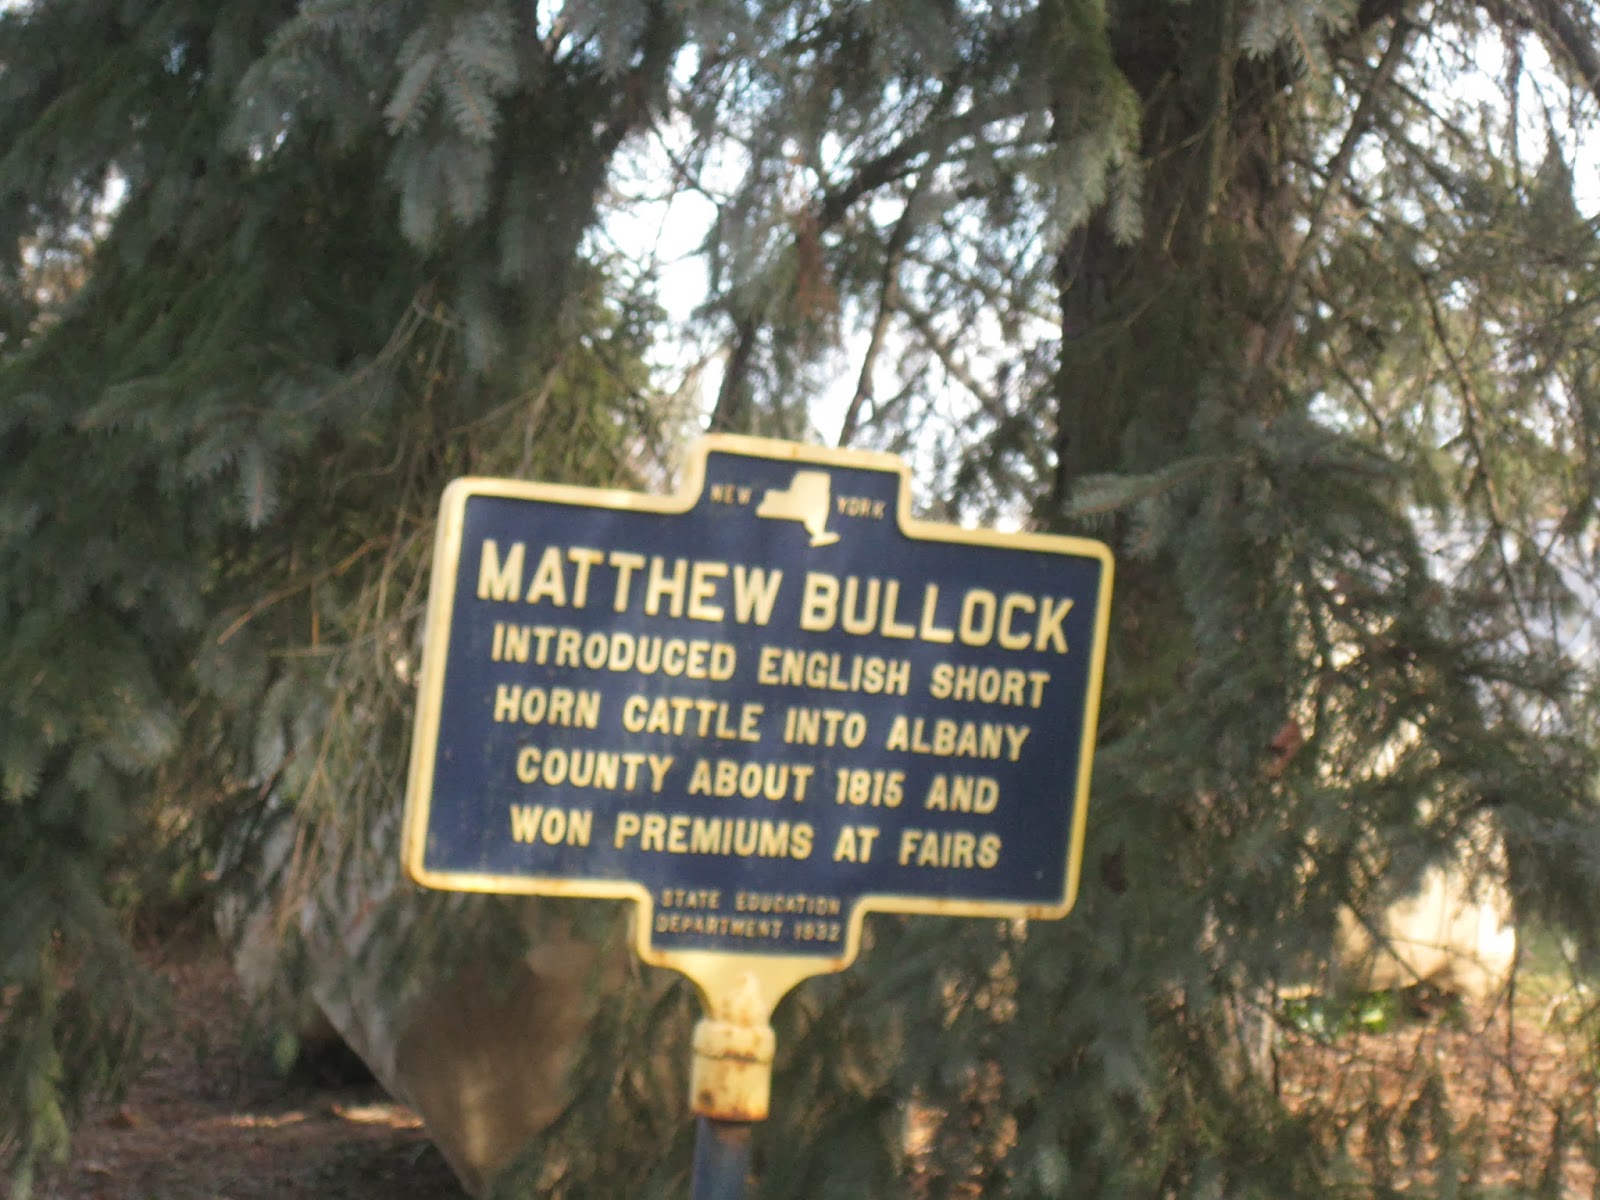 NEW YORK
MATTHEW BULLOCK
INTRODUCED ENGLISH SHORT
HORN CATTLE INTO ALBANY
COUNTY ABOUT 1815 AND
WON PREMIUMS AT FAIRS
STATE EDUCATION
DEPARTMENT 1932